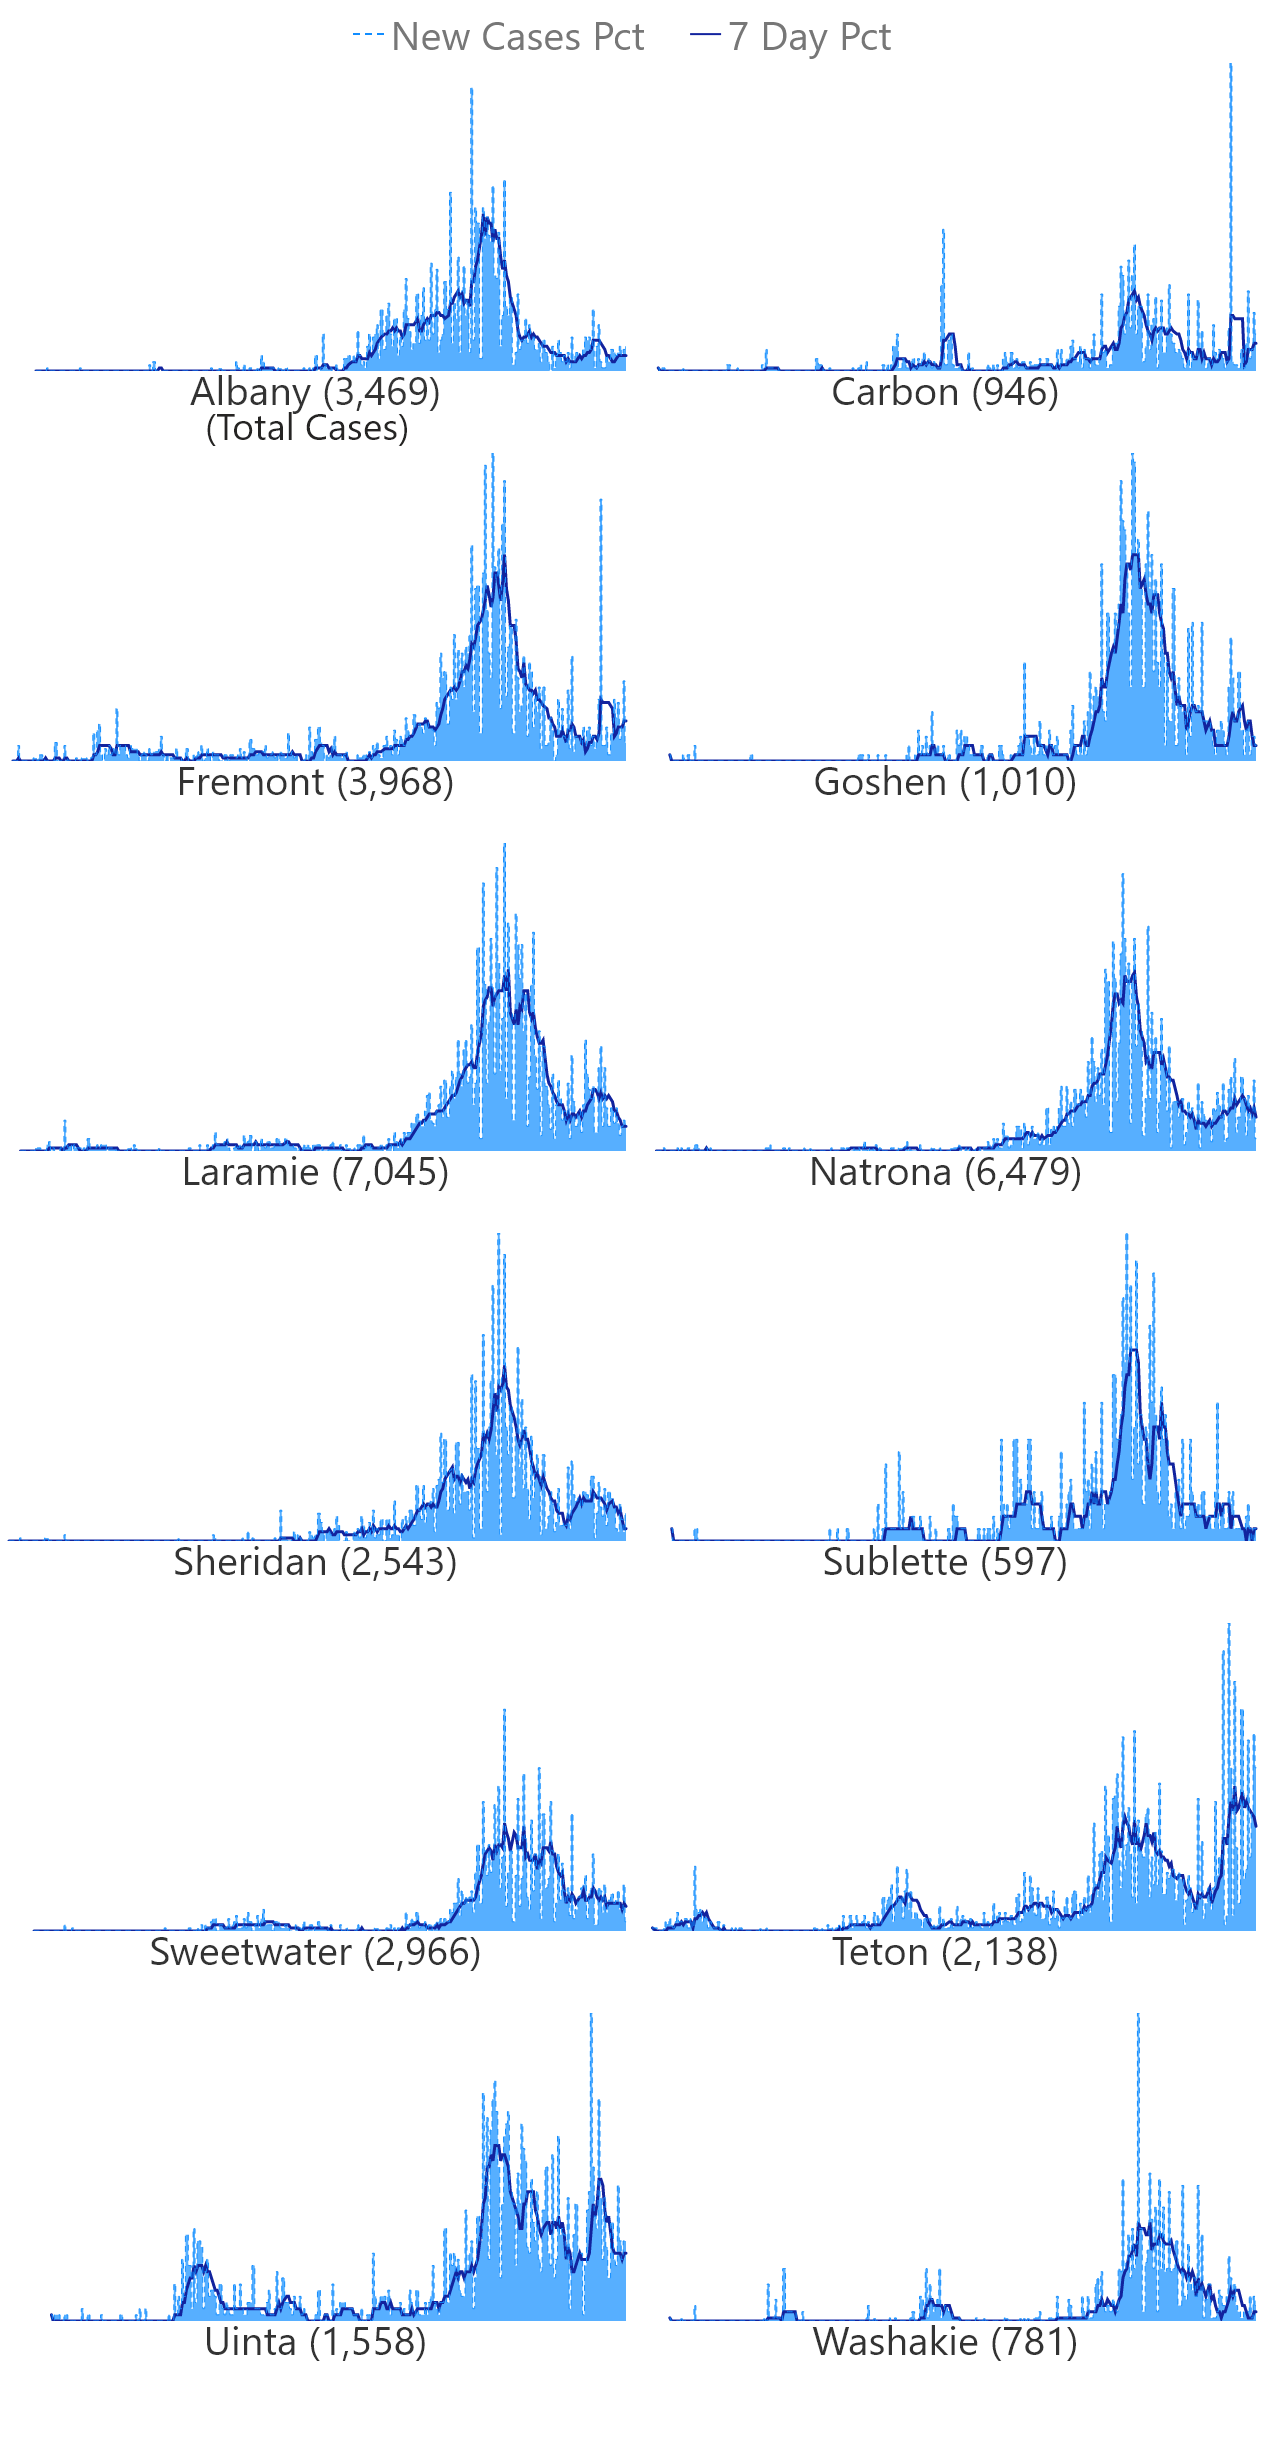 New Cases Pct 7 Day Pct
Albany (3,469) Carbon (946)
(Total Cases)
Fremont (3,968) Goshen (1,010)
Laramie (7,045) Natrona (6,479)
Sheridan (2,543) Sublette (597)
Sweetwater (2,966) Teton (2,138)
Uinta (1,558) Washakie (781)